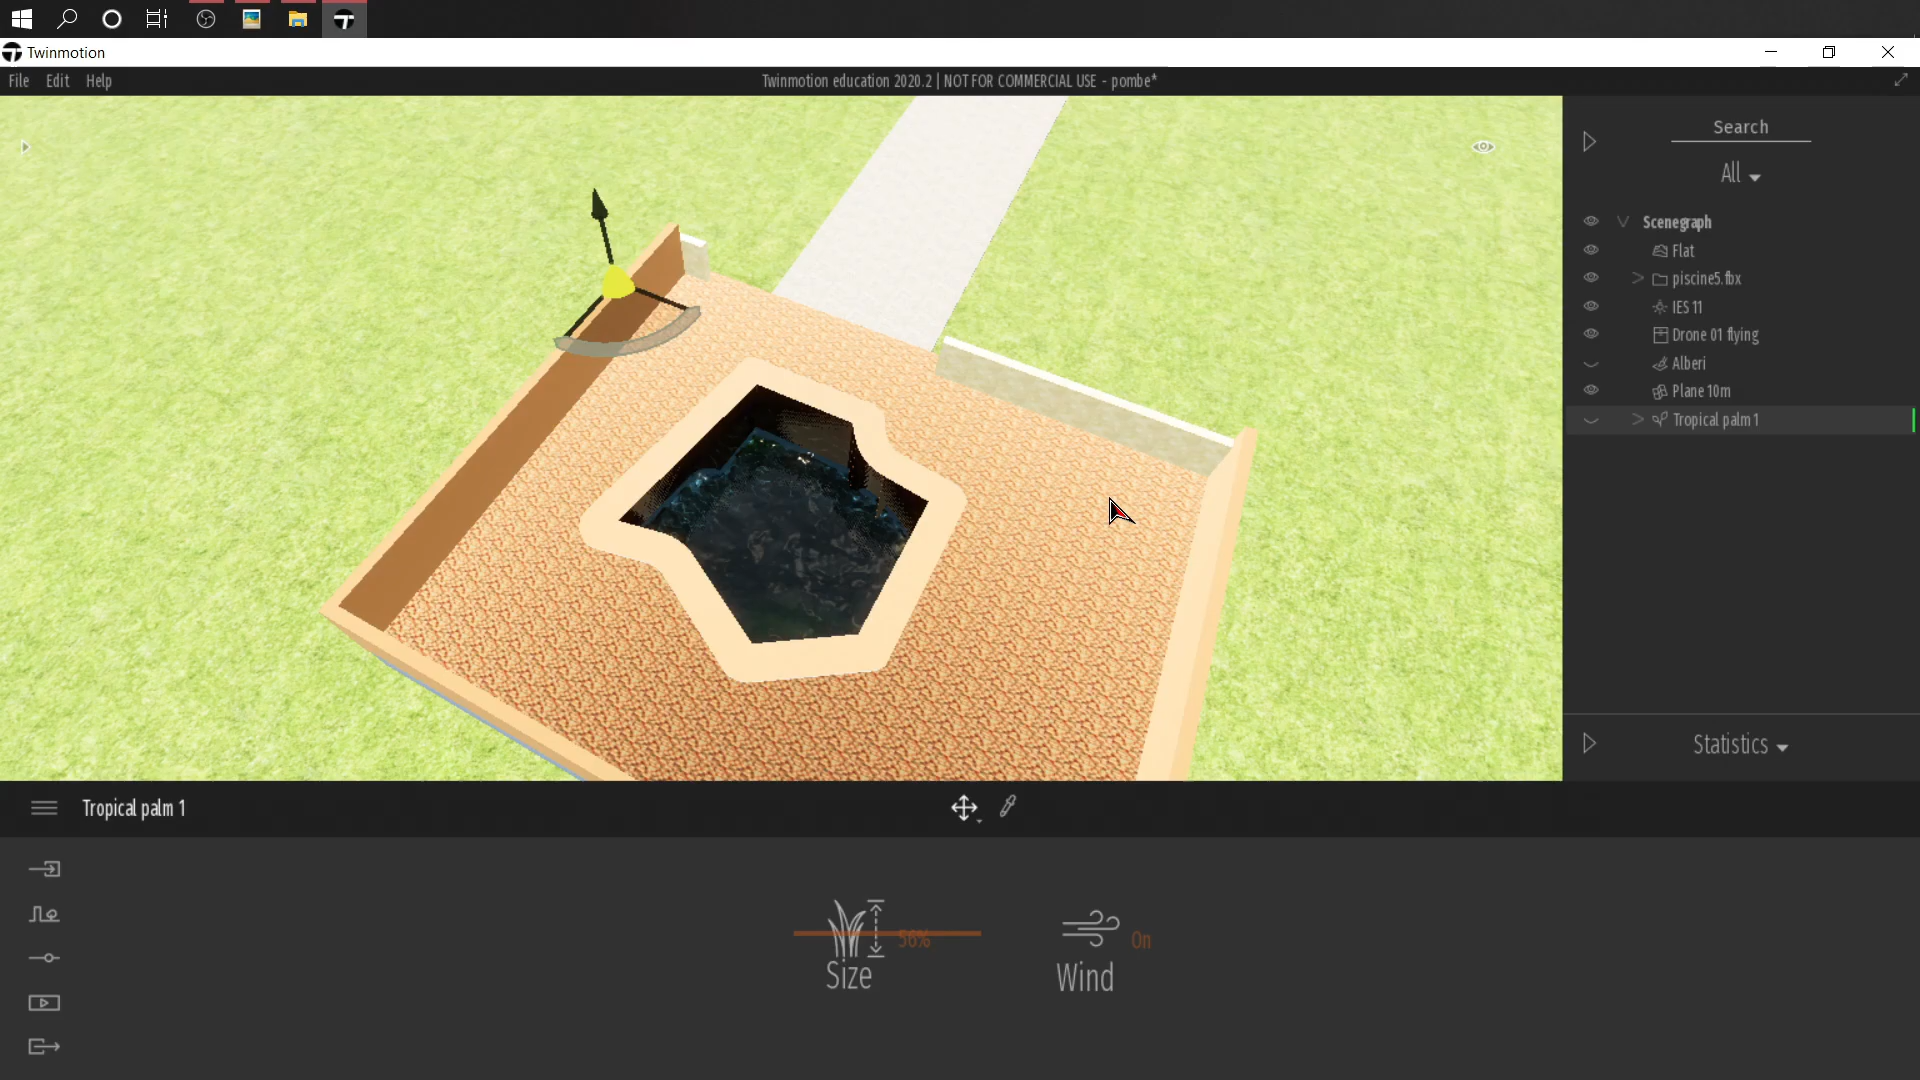 Twinmotion
File Edit Help
Twinmotion education 2020.2 | NOT FOR COMMERCIAL USE - pombe*
Search
All
Scenegraph
Flat
piscine5.fbx
IES 11
Drone 01 flying
Alberi
Plane 10m
Tropical palm 1
Statistics
Tropical palm 1
56%
On
Size
Wind